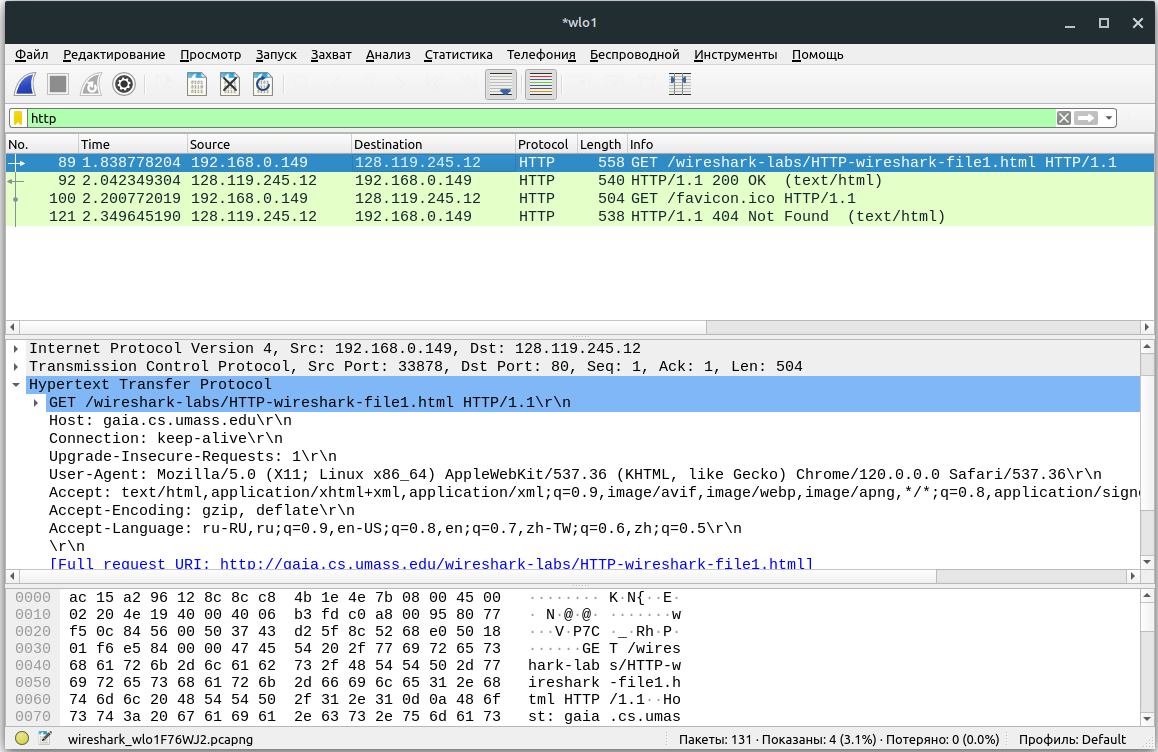 *wlo1
Файл Редактирование Просмотр Запуск Захват Анализ Статистика Телефония Беспроводной Инструменты Помощь
http
No. Time Source Destination Protocol Length Info
89 1.838778204 192.168.0.149 128.119.245.12 HTTP 558 GET /wireshark-labs/HTTP-wireshark-file1.html HTTP/1.1
92 2.042349304 128.119.245.12 192.168.0.149 HTTP 540 HTTP/1.1 200 OK (text/html)
100 2.200772019 192.168.0.149 128.119.245.12 HTTP 504 GET /favicon.ico HTTP/1.1
121 2.349645190 128.119.245.12 192.168.0.149 HTTP 538 HTTP/1.1 404 Not Found (text/html)
Internet Protocol Version 4, Src: 192.168.0.149, Dst: 128.119.245.12
Transmission Control Protocol, Src Port: 33878, Dst Port: 80, Seq: 1, Ack: 1, Len: 504
Hypertext Transfer Protocol
GET /wireshark-labs/HTTP-wireshark-file1.html HTTP/1.1\r\n
Host: gaia.cs.umass.edu\r\n
Connection: keep-alive\r\n
Upgrade-Insecure-Requests: 1\r\n
User-Agent: Mozilla/5.0 (X11; Linux x86_64) AppleWebKit/537.36 (KHTML, like Gecko) Chrome/120.0.0.0 Safari/537.36\r\n
Accept: text/html,application/xhtml+xml,application/xml;q=0.9,image/avif,image/webp,image/apng,*/*;q=0.8,application/sign
Accept-Encoding: gzip, deflate\r\n
Accept-Language: ru-RU,ru;q=0.9,en-US;q=0.8,en;q=0.7,zh-TW;q=0.6,zh;q=0.5\r\n
\r\n
[Full request URI: http://gaia.cs.umass.edu/wireshark-labs/HTTP-wireshark-file1.html]
0000 ac 15 a2 96 12 8c 8c c8 4b 1e 4e 7b 08 00 45 00 ········ K·N{··E·
0010 02 20 4e 19 40 00 40 06 b3 fd c0 a8 00 95 80 77 · N·@·@· ·······w
0020 f5 0c 84 56 00 50 37 43 d2 5f 8c 52 68 e0 50 18 ···V·P7C ·_·Rh·P·
0030 01 f6 e5 84 00 00 47 45 54 20 2f 77 69 72 65 73 ······GE T /wires
0040 68 61 72 6b 2d 6c 61 62 73 2f 48 54 54 50 2d 77 hark-lab s/HTTP-w
0050 69 72 65 73 68 61 72 6b 2d 66 69 6c 65 31 2e 68 ireshark -file1.h
0060 74 6d 6c 20 48 54 54 50 2f 31 2e 31 0d 0a 48 6f tml HTTP /1.1··Ho
0070 73 74 3a 20 67 61 69 61 2e 63 73 2e 75 6d 61 73 st: gaia .cs.umas
wireshark_wlo1F76WJ2.pcapng Пакеты: 131 · Показаны: 4 (3.1%) · Потеряно: 0 (0.0%) Профиль: Default